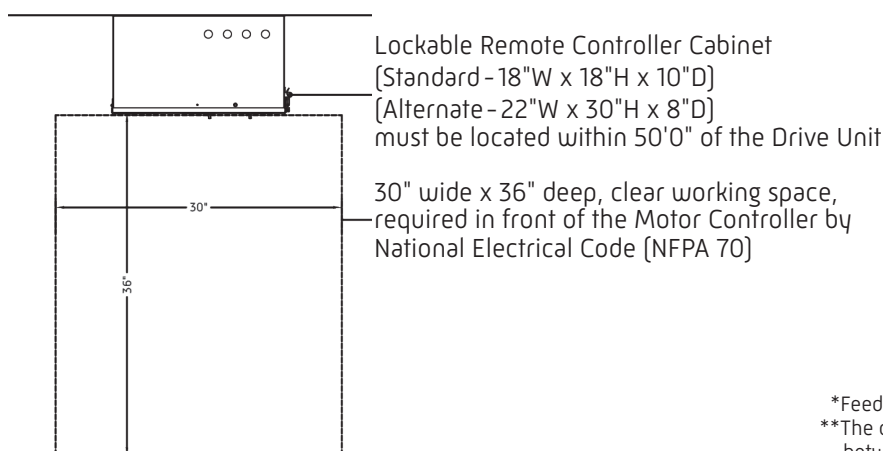 Lockable Remote Controller Cabinet
(Standard-18"W x 18"H x 10"D)
(Alternate-22"W x 30"H x 8"D)
must be located within 50'0" of the Drive Unit
30" wide x 36" deep, clear working space,
required in front of the Motor Controller by
National Electrical Code (NFPA 70)
30"
36"
*Feed
**The